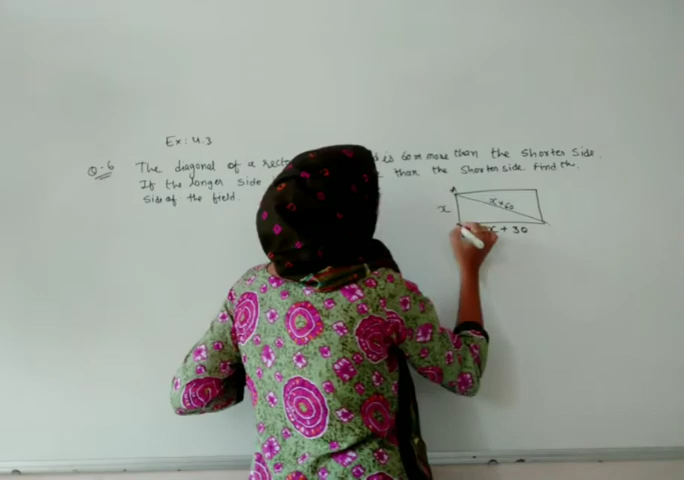 Ex: 4.3
Q.6 The diagonal of a rect is 60 m more than the shorter side.
If the longer side than the shorter side find th.
side of the field.
A
x+60
x
x + 30